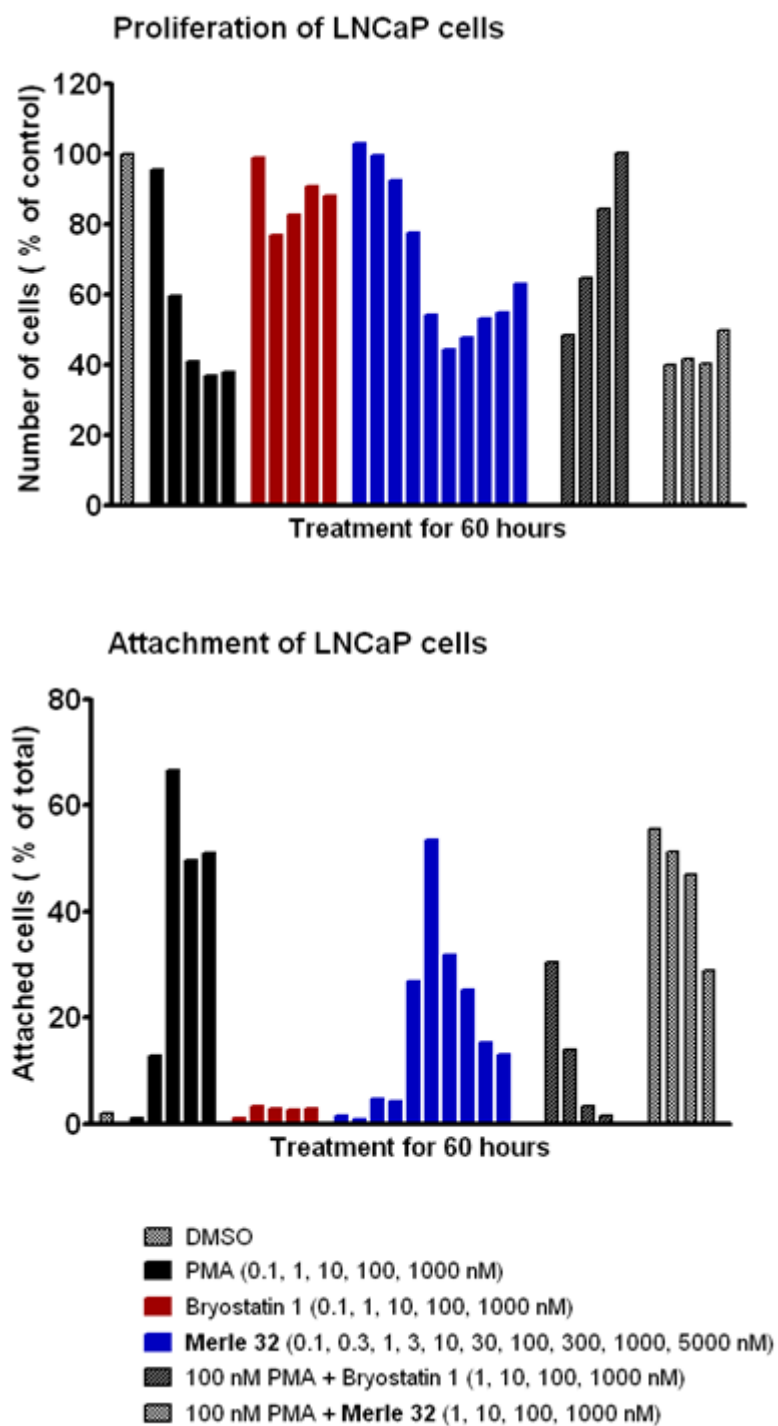 Proliferation of LNCaP cells
Number of cells ( % of control)
120
100
80
60
40
20
0
Treatment for 60 hours
Attachment of LNCaP cells
Attached cells ( % of total)
80
60
40
20
0
Treatment for 60 hours
DMSO
PMA (0.1, 1, 10, 100, 1000 nM)
Bryostatin 1 (0.1, 1, 10, 100, 1000 nM)
Merle 32 (0.1, 0.3, 1, 3, 10, 30, 100, 300, 1000, 5000 nM)
100 nM PMA + Bryostatin 1 (1, 10, 100, 1000 nM)
100 nM PMA + Merle 32 (1, 10, 100, 1000 nM)